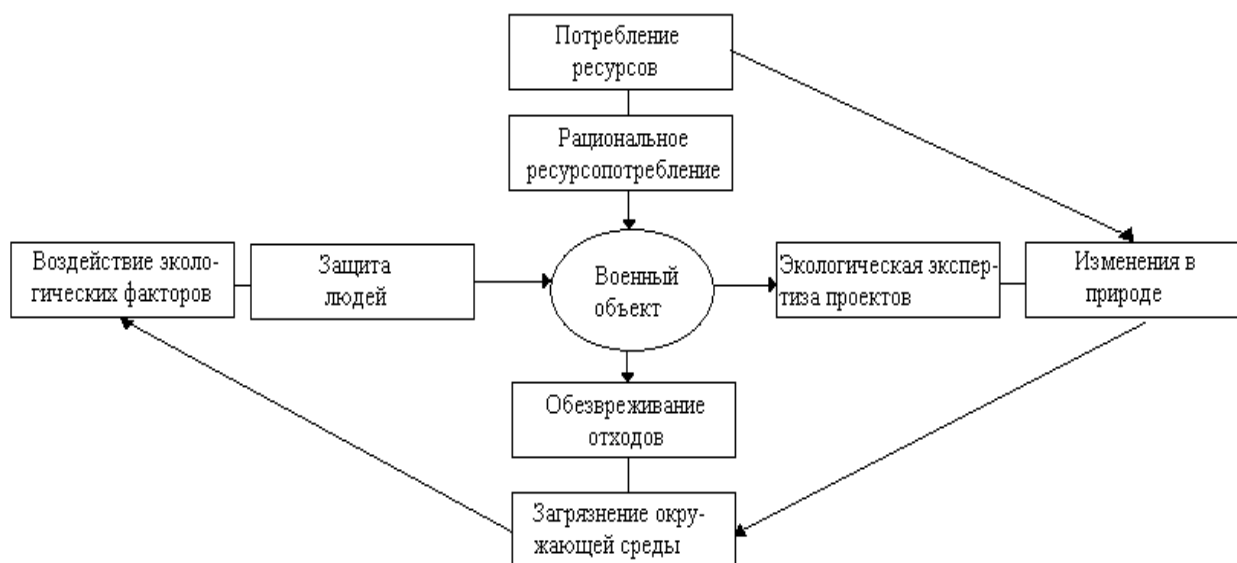 Потребление
ресурсов
Рациональное
ресурсопотребление
Воздействие эколо-
гических факторов
Защита
людей
Военный
объект
Экологическая экспер-
тиза проектов
Изменения в
природе
Обезвреживание
отходов
Загрязнение окру-
жающей среды